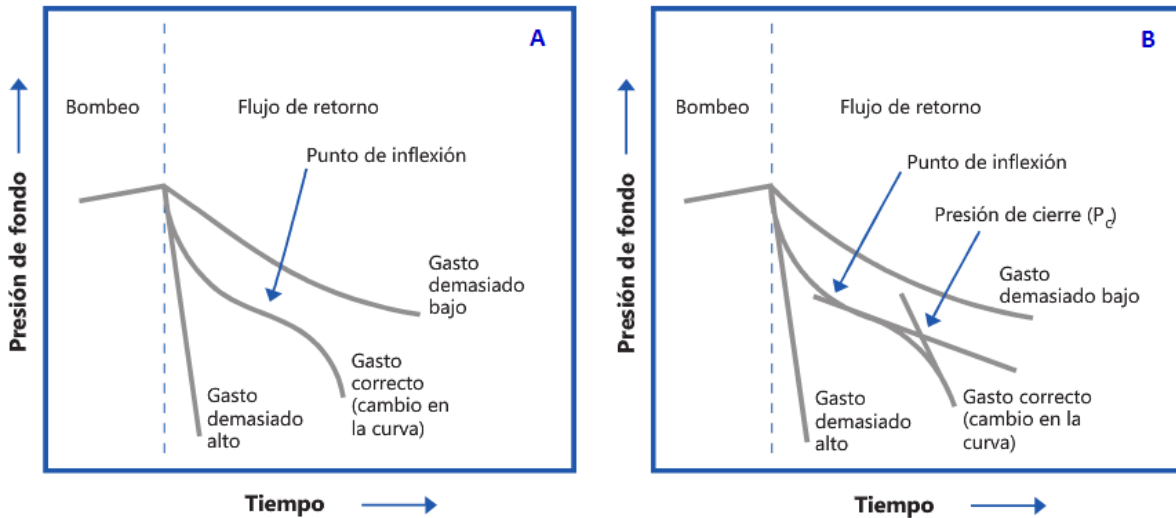 A
Bombeo
Flujo de retorno
Punto de inflexión
Gasto
demasiado
bajo
Gasto
correcto
(cambio en
la curva)
Gasto
demasiado
alto
Presión de fondo
Tiempo
B
Bombeo
Flujo de retorno
Punto de inflexión
Presión de cierre (Pc)
Gasto
demasiado bajo
Gasto correcto
(cambio en la
curva)
Gasto
demasiado
alto
Presión de fondo
Tiempo